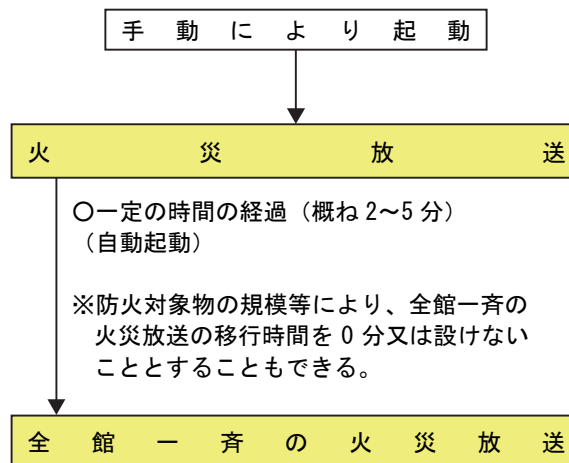 手動により起動
火災放送
〇一定の時間の経過（概ね2～5分）
（自動起動）
※防火対象物の規模等により、全館一斉の
火災放送の移行時間を0分又は設けない
こととすることもできる。
全館一斉の火災放送